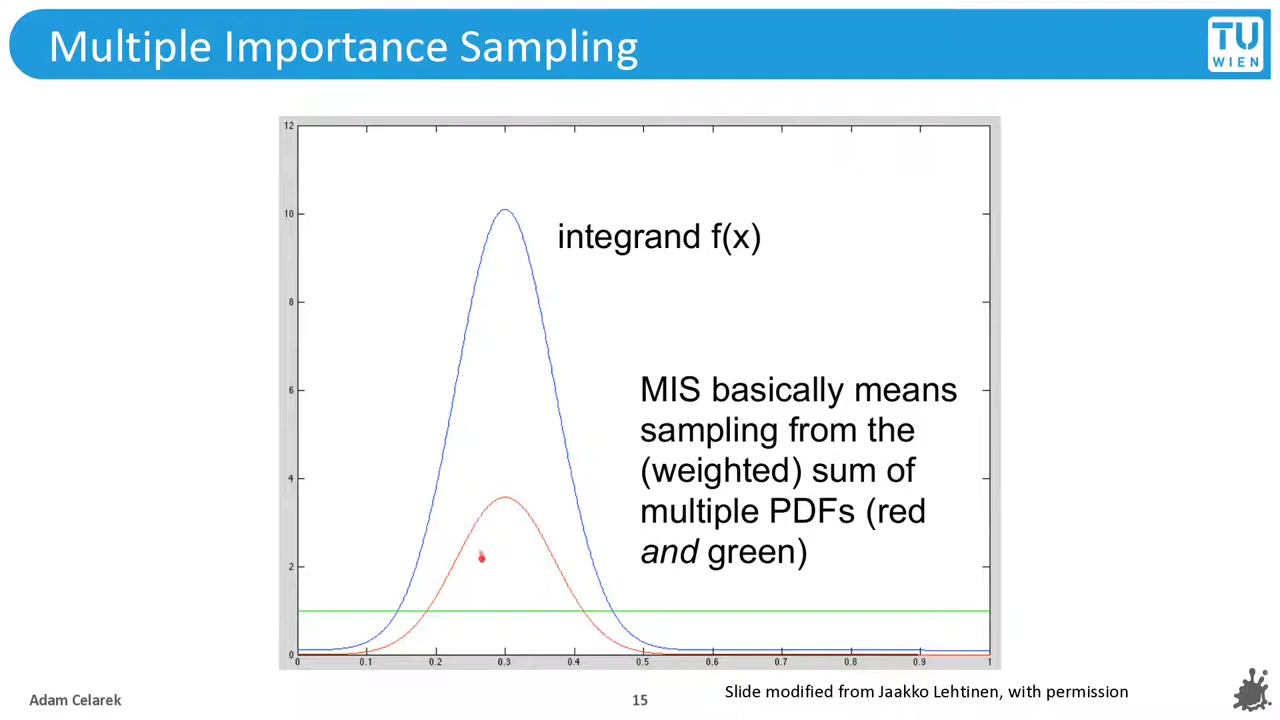 Multiple Importance Sampling
TU
WIEN
12
10
8
6
4
2
0
0
0.1
0.2
0.3
0.4
0.5
0.6
0.7
0.8
0.9
1
integrand f(x)
MIS basically means
sampling from the
(weighted) sum of
multiple PDFs (red
and green)
Adam Celarek
15
Slide modified from Jaakko Lehtinen, with permission